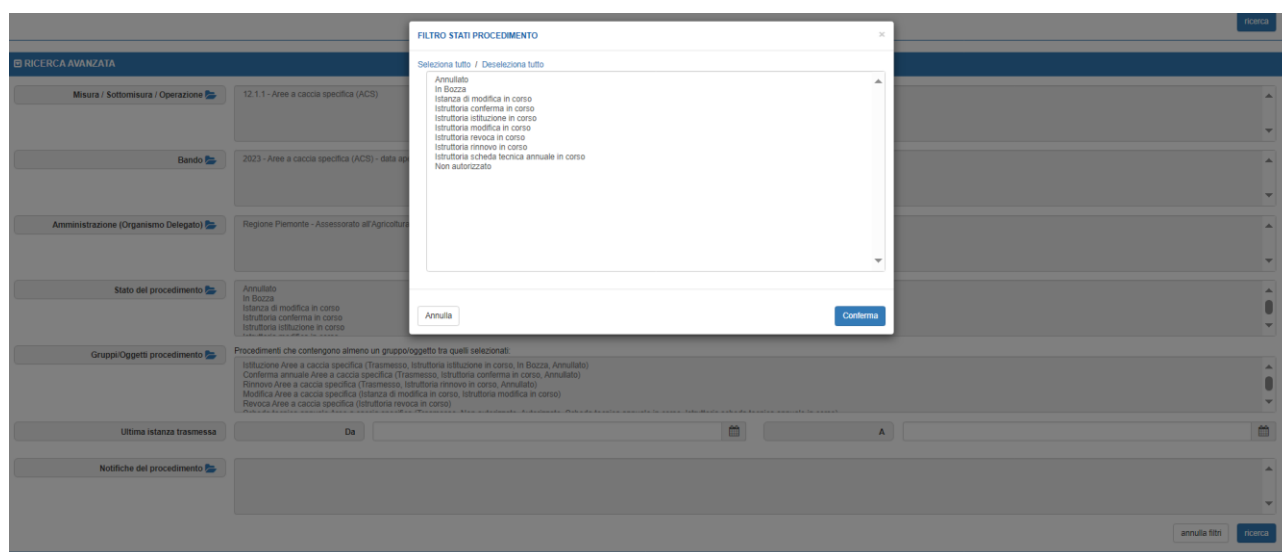 ricerca
FILTRO STATI PROCEDIMENTO ×
Seleziona tutto / Deseleziona tutto
Annullato
In Bozza
Istanza di modifica in corso
Istruttoria conferma in corso
Istruttoria istituzione in corso
Istruttoria modifica in corso
Istruttoria revoca in corso
Istruttoria rinnovo in corso
Istruttoria scheda tecnica annuale in corso
Non autorizzato
Annulla Conferma
RICERCA AVANZATA
Misura / Sottomisura / Operazione 12.1.1 - Aree a caccia specifica (ACS)
Bando 2023 - Aree a caccia specifica (ACS) - data ape
Amministrazione (Organismo Delegato) Regione Piemonte - Assessorato all'Agricoltura
Stato del procedimento Annullato
In Bozza
Istanza di modifica in corso
Istruttoria conferma in corso
Istruttoria istituzione in corso
Gruppi/Oggetti procedimento Procedimenti che contengono almeno un gruppo/oggetto tra quelli selezionati:
Istituzione Aree a caccia specifica (Trasmesso, Istruttoria istituzione in corso, In Bozza, Annullato)
Conferma annuale Aree a caccia specifica (Trasmesso, Istruttoria conferma in corso, Annullato)
Rinnovo Aree a caccia specifica (Trasmesso, Istruttoria rinnovo in corso, Annullato)
Modifica Aree a caccia specifica (Istanza di modifica in corso, Istruttoria modifica in corso)
Revoca Aree a caccia specifica (Istruttoria revoca in corso)
Ultima istanza trasmessa Da A
Notifiche del procedimento
annulla filtri ricerca